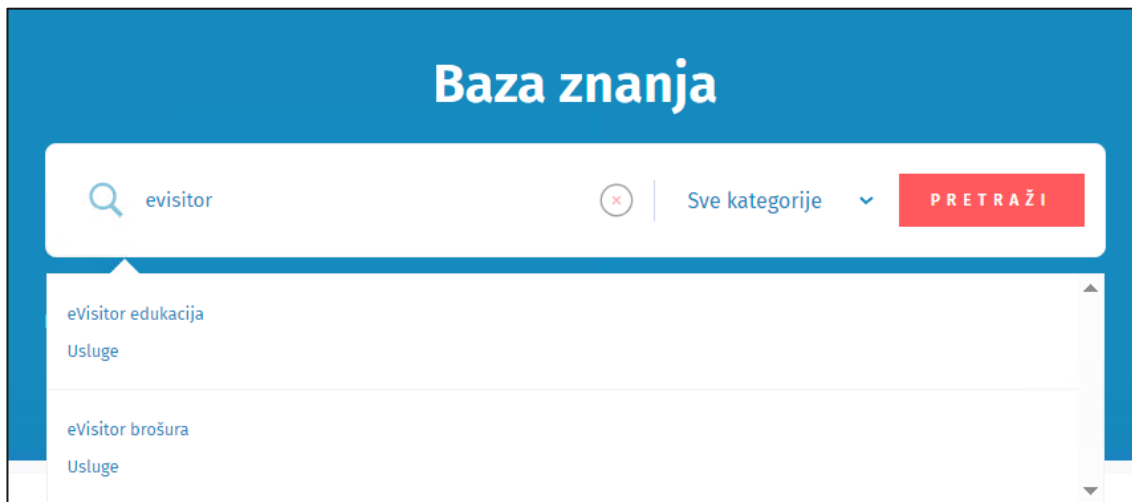 Baza znanja
evisitor Sve kategorije PRETRAŽI
eVisitor edukacija
Usluge
eVisitor brošura
Usluge